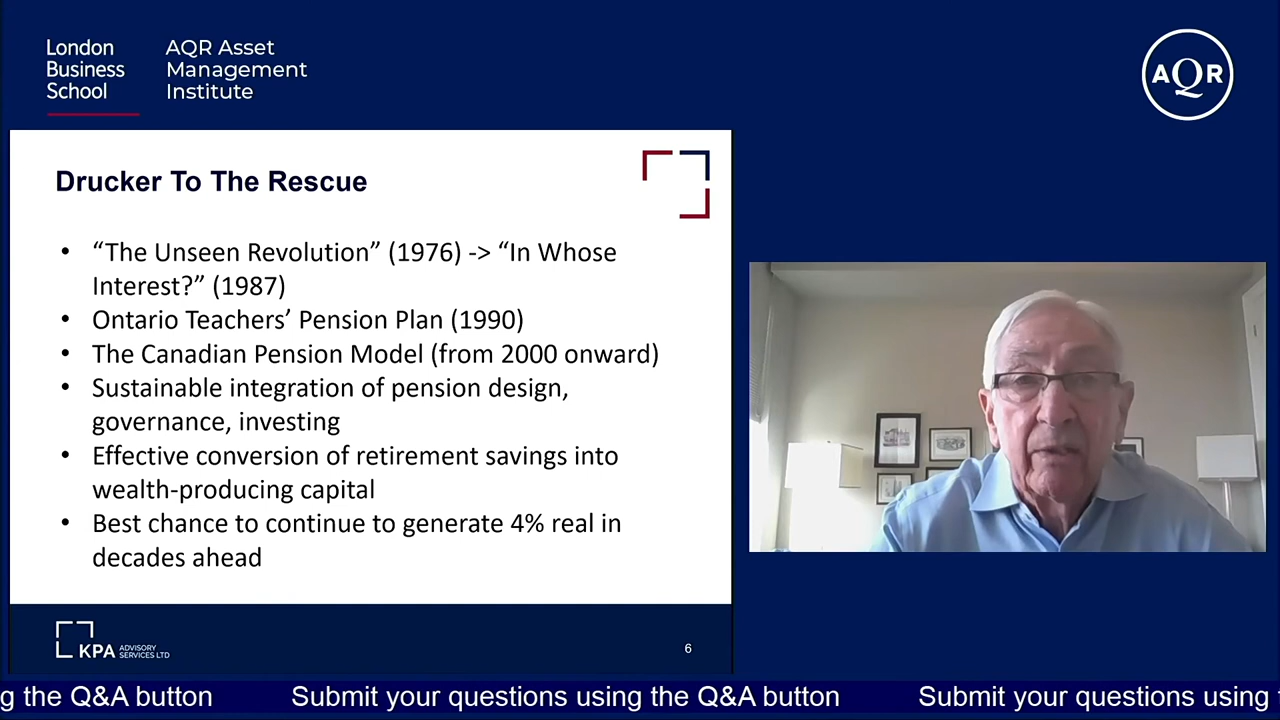 London
Business
School
AQR Asset
Management
Institute
AQR
Drucker To The Rescue
• “The Unseen Revolution” (1976) -> “In Whose
Interest?” (1987)
• Ontario Teachers’ Pension Plan (1990)
• The Canadian Pension Model (from 2000 onward)
• Sustainable integration of pension design,
governance, investing
• Effective conversion of retirement savings into
wealth-producing capital
• Best chance to continue to generate 4% real in
decades ahead
KPA ADVISORY
SERVICES LTD
6
g the Q&A button Submit your questions using the Q&A button Submit your questions using